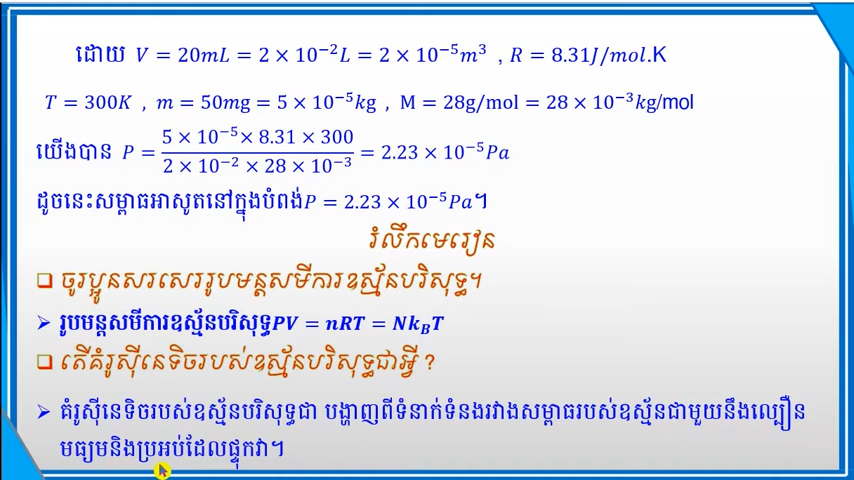 ដោយ V = 20mL = 2 × 10⁻²L = 2 × 10⁻⁵m³ , R = 8.31J/mol.K
T = 300K , m = 50mg = 5 × 10⁻⁵kg , M = 28g/mol = 28 × 10⁻³kg/mol
យើងបាន P = (5 × 10⁻⁵× 8.31 × 300)/(2 × 10⁻² × 28 × 10⁻³) = 2.23 × 10⁻⁵Pa
ដូចនេះសម្ពាធអាសូតនៅក្នុងបំពង់P = 2.23 × 10⁻⁵Pa។
រំលឹកមេរៀន
❑ ចូរប្អូនសរសេររូបមន្តសមីការឧស្ម័នបរិសុទ្ធ។
➢ រូបមន្តសមីការឧស្ម័នបរិសុទ្ធPV = nRT = Nk_BT
❑ តើគំរូស៊ីនេទិចរបស់ឧស្ម័នបរិសុទ្ធជាអ្វី ?
➢ គំរូស៊ីនេទិចរបស់ឧស្ម័នបរិសុទ្ធជា បង្ហាញពីទំនាក់ទំនងរវាងសម្ពាធរបស់ឧស្ម័នជាមួយនឹងល្បឿន
មធ្យមនិងប្រអប់ដែលផ្ទុកវា។